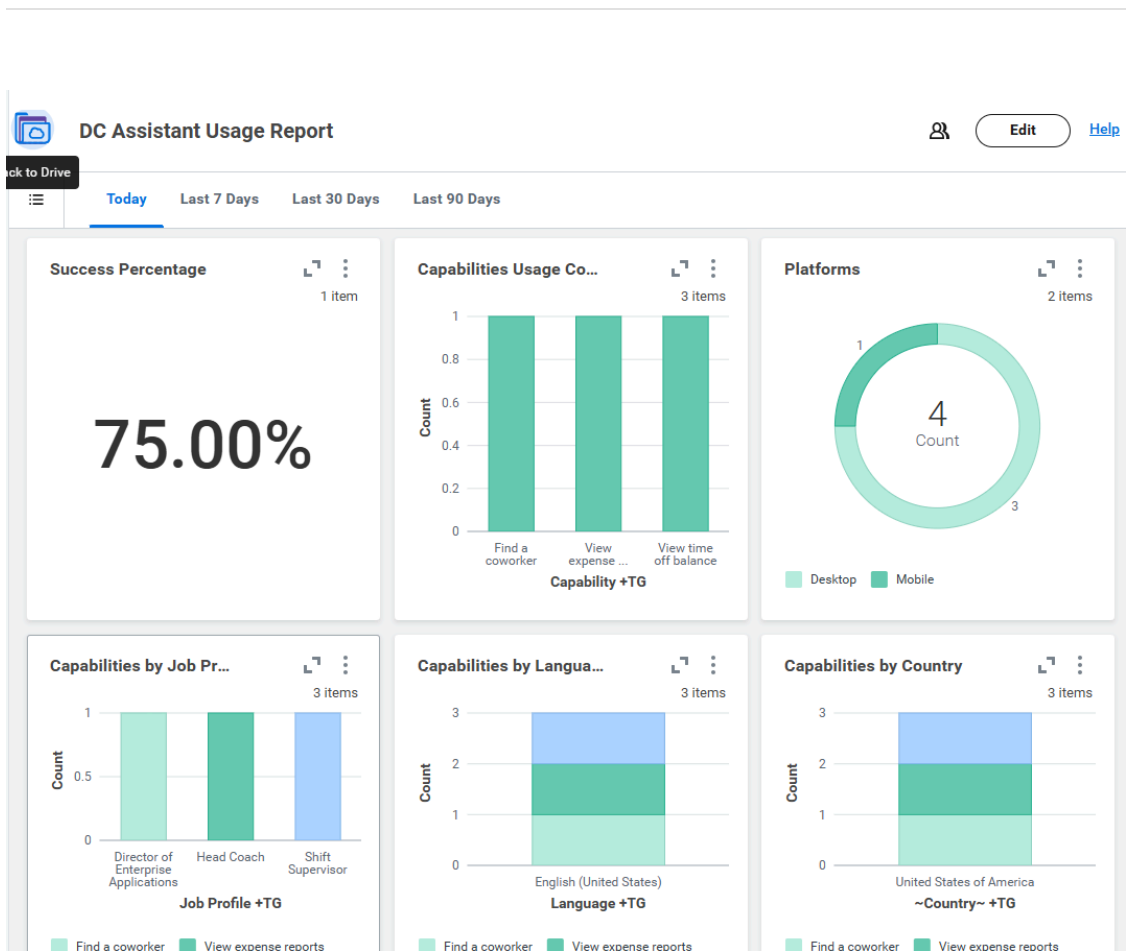 DC Assistant Usage Report
Edit
Help
ck to Drive
Today Last 7 Days Last 30 Days Last 90 Days
Success Percentage
1 item
75.00%
Capabilities Usage Co...
3 items
1
0.8
0.6
0.4
0.2
0
Count
Find a
coworker
View
expense ...
View time
off balance
Capability +TG
Platforms
2 items
1
4
Count
3
Desktop Mobile
Capabilities by Job Pr...
3 items
1
0.5
0
Count
Director of
Enterprise
Applications
Head Coach
Shift
Supervisor
Job Profile +TG
Find a coworker View expense reports
Capabilities by Langua...
3 items
3
2
1
0
Count
English (United States)
Language +TG
Find a coworker View expense reports
Capabilities by Country
3 items
3
2
1
0
Count
United States of America
~Country~ +TG
Find a coworker View expense reports